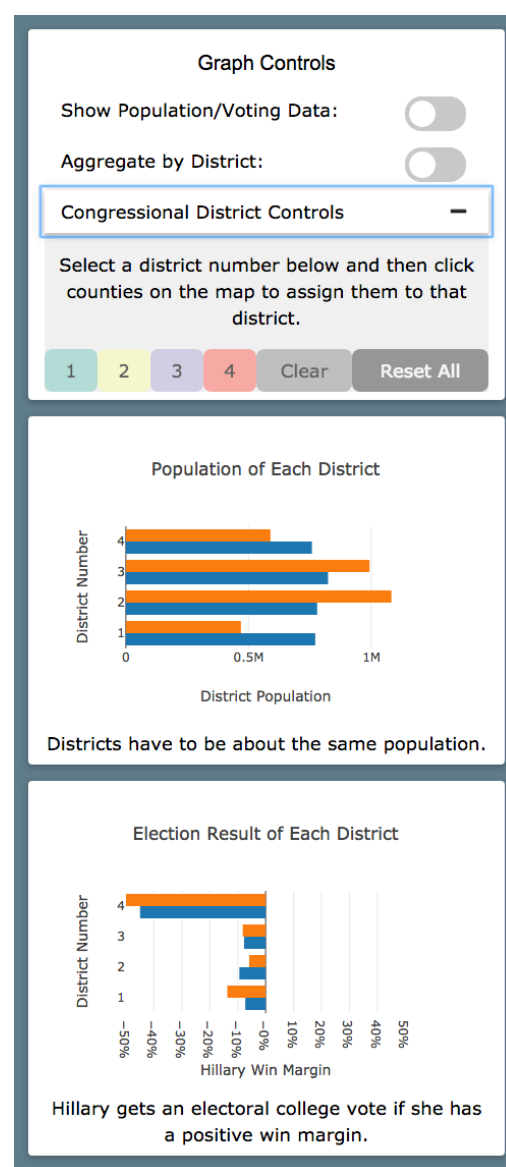 Graph Controls
Show Population/Voting Data:
Aggregate by District:
Congressional District Controls −
Select a district number below and then click
counties on the map to assign them to that
district.
1 2 3 4 Clear Reset All
Population of Each District
District Number
4
3
2
1
0 0.5M 1M
District Population
Districts have to be about the same population.
Election Result of Each District
District Number
4
3
2
1
−50% −40% −30% −20% −10% −0% 10% 20% 30% 40% 50%
Hillary Win Margin
Hillary gets an electoral college vote if she has
a positive win margin.